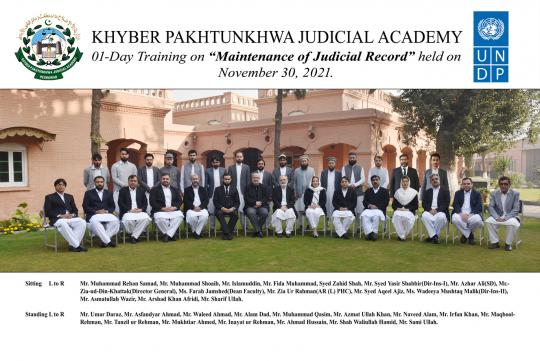 KHYBER PAKHTUNKHWA JUDICIAL ACADEMY
01-Day Training on “Maintenance of Judicial Record” held on
November 30, 2021.
U N
D P
Sitting L to R Mr. Muhammad Rehan Samad, Mr. Muhammad Shoaib, Mr. Islamuddin, Mr. Fida Muhammad, Syed Zahid Shah, Mr. Syed Yasir Shabbir(Dir-Ins-I), Mr. Azhar Ali(SD), Mr.-
Zia-ud-Din-Khattak(Director General), Ms. Farah Jamshed(Dean Faculty), Mr. Zia Ur Rahman(AR (L) PHC), Mr. Syed Aqeel Ajiz, Ms. Wadeeya Mushtaq Malik(Dir-Ins-II),
Mr. Asmatullah Wazir, Mr. Arshad Khan Afridi, Mr. Sharif Ullah.
Standing L to R Mr. Umar Daraz, Mr. Asfandyar Ahmad, Mr. Waleed Ahmad, Mr. Alam Dad, Mr. Muhammad Qasim, Mr. Azmat Ullah Khan, Mr. Naveed Alam, Mr. Irfan Khan, Mr. Maqbool-
Rehman, Mr. Tanzil ur Rehman, Mr. Mukhtiar Ahmed, Mr. Inayat ur Rehman, Mr. Ahmad Hussain, Mr. Shah Waliullah Hamid, Mr. Sami Ullah.